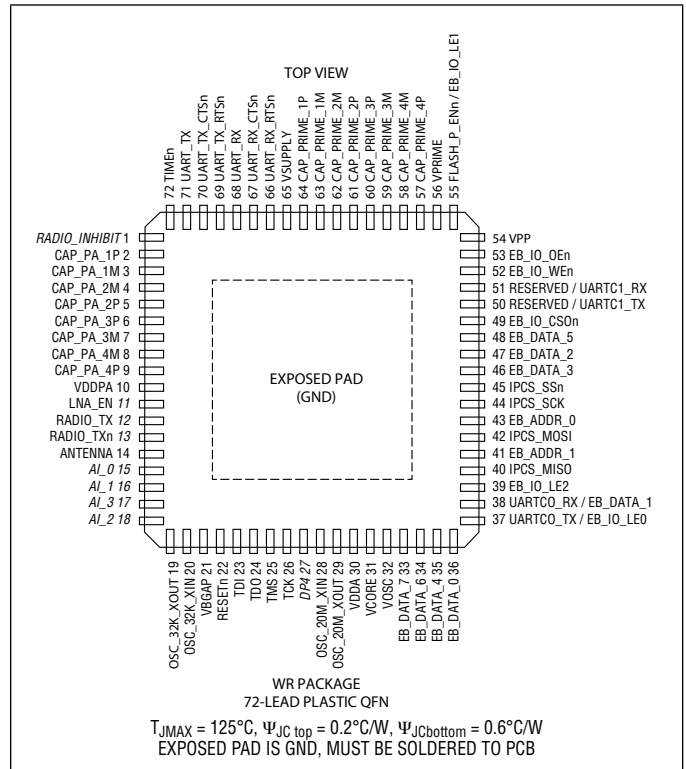 TOP VIEW
72 TIMEn
71 UART_TX
70 UART_TX_CTSn
69 UART_TX_RTSn
68 UART_RX
67 UART_RX_CTSn
66 UART_RX_RTSn
65 VSUPPLY
64 CAP_PRIME_1P
63 CAP_PRIME_1M
62 CAP_PRIME_2M
61 CAP_PRIME_2P
60 CAP_PRIME_3P
59 CAP_PRIME_3M
58 CAP_PRIME_4M
57 CAP_PRIME_4P
56 VPRIME
55 FLASH_P_ENn / EB_IO_LE1
RADIO_INHIBIT 1
CAP_PA_1P 2
CAP_PA_1M 3
CAP_PA_2M 4
CAP_PA_2P 5
CAP_PA_3P 6
CAP_PA_3M 7
CAP_PA_4M 8
CAP_PA_4P 9
VDDPA 10
LNA_EN 11
RADIO_TX 12
RADIO_TXn 13
ANTENNA 14
AI_0 15
AI_1 16
AI_3 17
AI_2 18
EXPOSED PAD
(GND)
54 VPP
53 EB_IO_OEn
52 EB_IO_WEn
51 RESERVED / UARTC1_RX
50 RESERVED / UARTC1_TX
49 EB_IO_CSOn
48 EB_DATA_5
47 EB_DATA_2
46 EB_DATA_3
45 IPCS_SSn
44 IPCS_SCK
43 EB_ADDR_0
42 IPCS_MOSI
41 EB_ADDR_1
40 IPCS_MISO
39 EB_IO_LE2
38 UARTCO_RX / EB_DATA_1
37 UARTCO_TX / EB_IO_LE0
OSC_32K_XOUT 19
OSC_32K_XIN 20
VBGAP 21
RESETn 22
TDI 23
TDO 24
TMS 25
TCK 26
DP4 27
OSC_20M_XIN 28
OSC_20M_XOUT 29
VDDA 30
VCORE 31
VOSC 32
EB_DATA_7 33
EB_DATA_6 34
EB_DATA_4 35
EB_DATA_0 36
WR PACKAGE
72-LEAD PLASTIC QFN
TJMAX = 125°C, ΨJC top = 0.2°C/W, ΨJCbottom = 0.6°C/W
EXPOSED PAD IS GND, MUST BE SOLDERED TO PCB